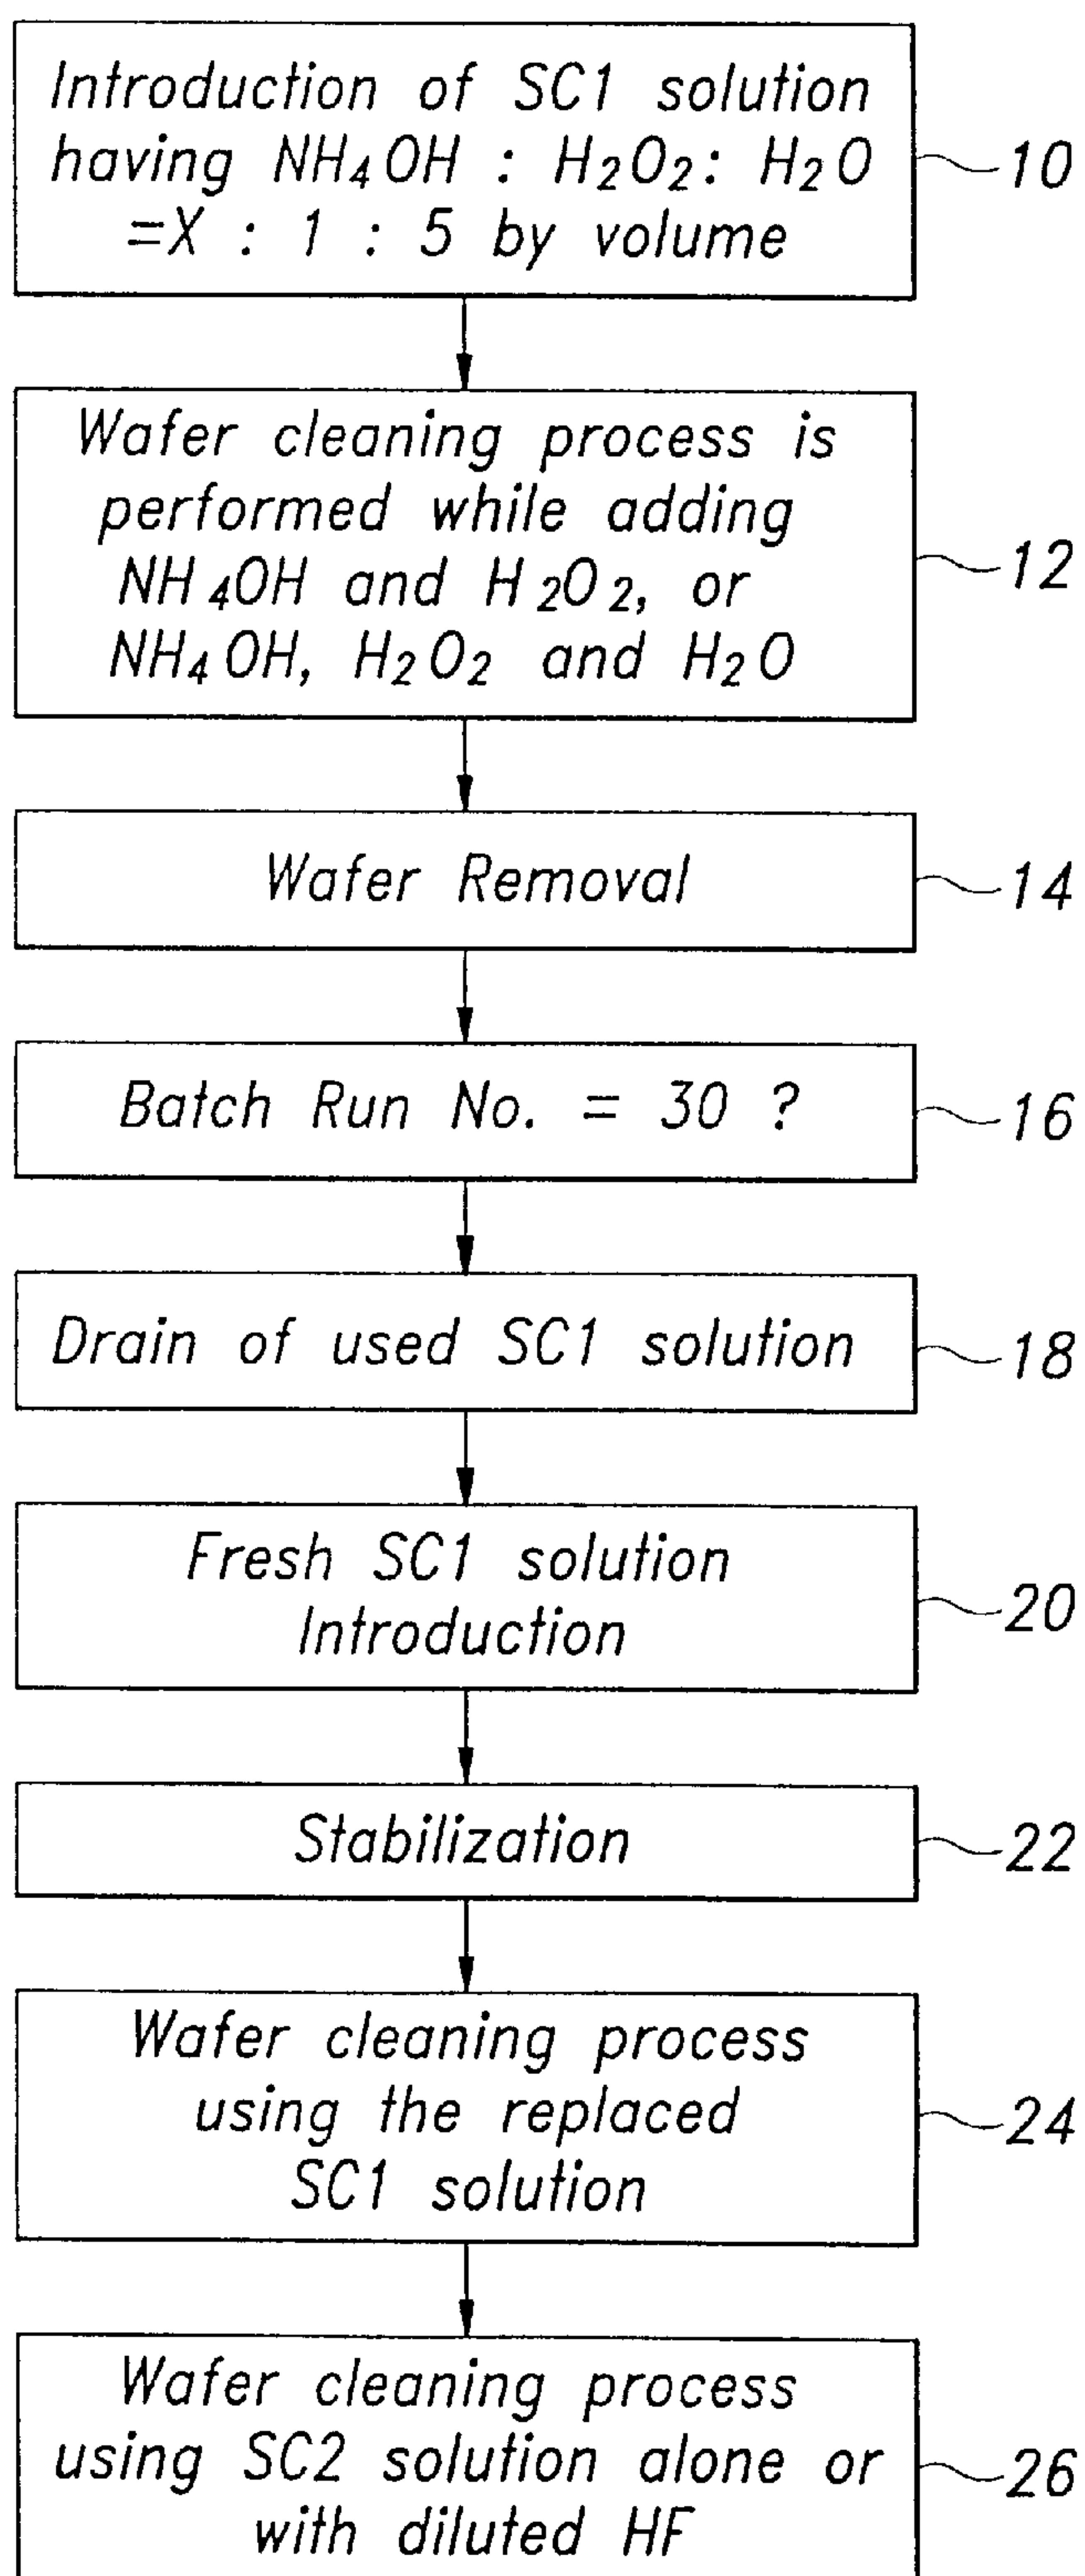 Introduction of SC1 solution
having NH₄OH : H₂O₂: H₂O
=X : 1 : 5 by volume
10
Wafer cleaning process is
performed while adding
NH₄OH and H₂O₂, or
NH₄OH, H₂O₂ and H₂O
12
Wafer Removal
14
Batch Run No. = 30 ?
16
Drain of used SC1 solution
18
Fresh SC1 solution
Introduction
20
Stabilization
22
Wafer cleaning process
using the replaced
SC1 solution
24
Wafer cleaning process
using SC2 solution alone or
with diluted HF
26